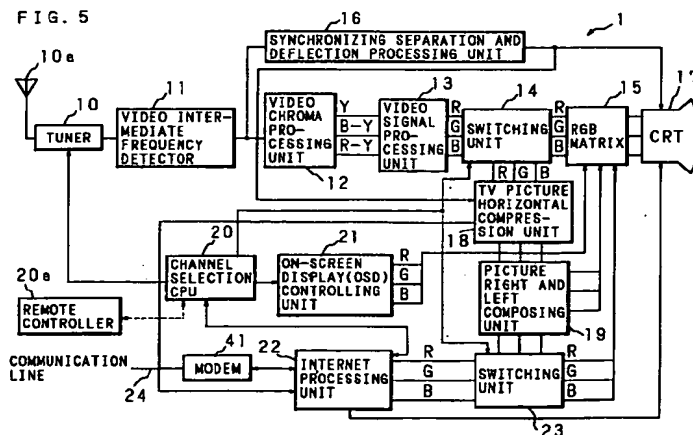 FIG. 5
16
SYNCHRONIZING SEPARATION AND
DEFLECTION PROCESSING UNIT
1
10a
10
TUNER
11
VIDEO INTER-
MEDIATE
FREQUENCY
DETECTOR
VIDEO
CHROMA
PRO-
CESSING
UNIT
12
Y
B-Y
R-Y
13
VIDEO
SIGNAL
PRO-
CESSING
UNIT
R
G
B
14
SWITCHING
UNIT
R
G
B
15
RGB
MATRIX
17
CRT
R G B
TV PICTURE
HORIZONTAL
COMPRES-
SION UNIT
18
20
CHANNEL
SELECTION
CPU
21
ON-SCREEN
DISPLAY(OSD)
CONTROLLING
UNIT
R
G
B
PICTURE
RIGHT AND
LEFT
COMPOSING
UNIT
19
20a
REMOTE
CONTROLLER
COMMUNICATION
LINE
24
41
MODEM
22
INTERNET
PROCESSING
UNIT
R
G
B
SWITCHING
UNIT
23
R
G
B